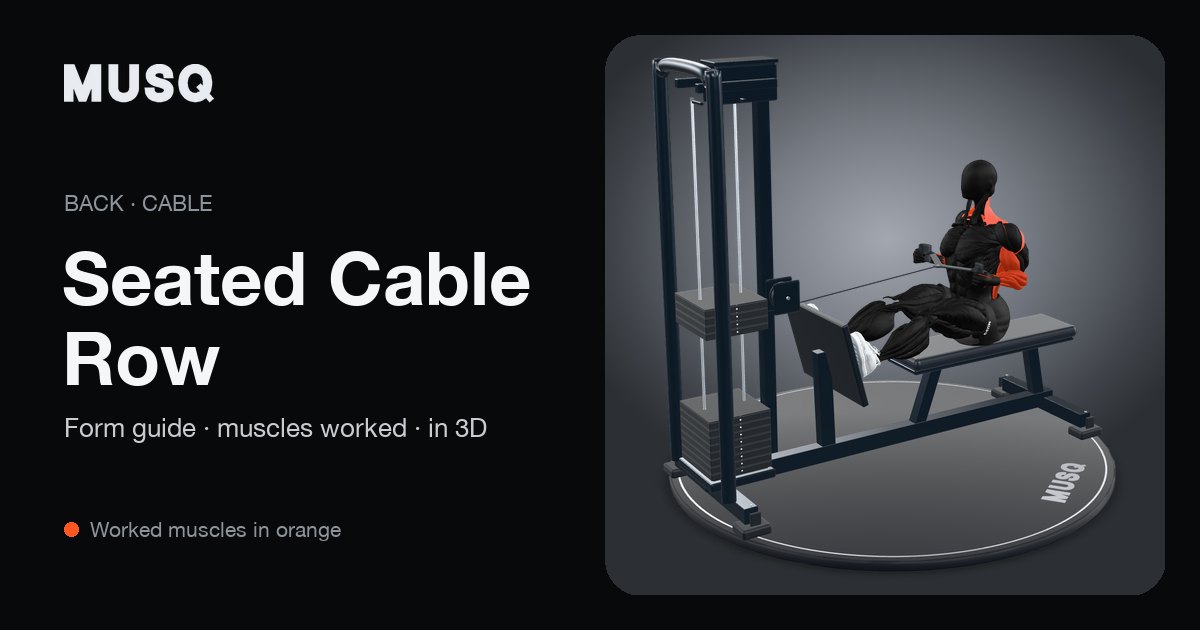 MUSQ
BACK · CABLE
Seated Cable
Row
Form guide · muscles worked · in 3D
Worked muscles in orange
MUSQ